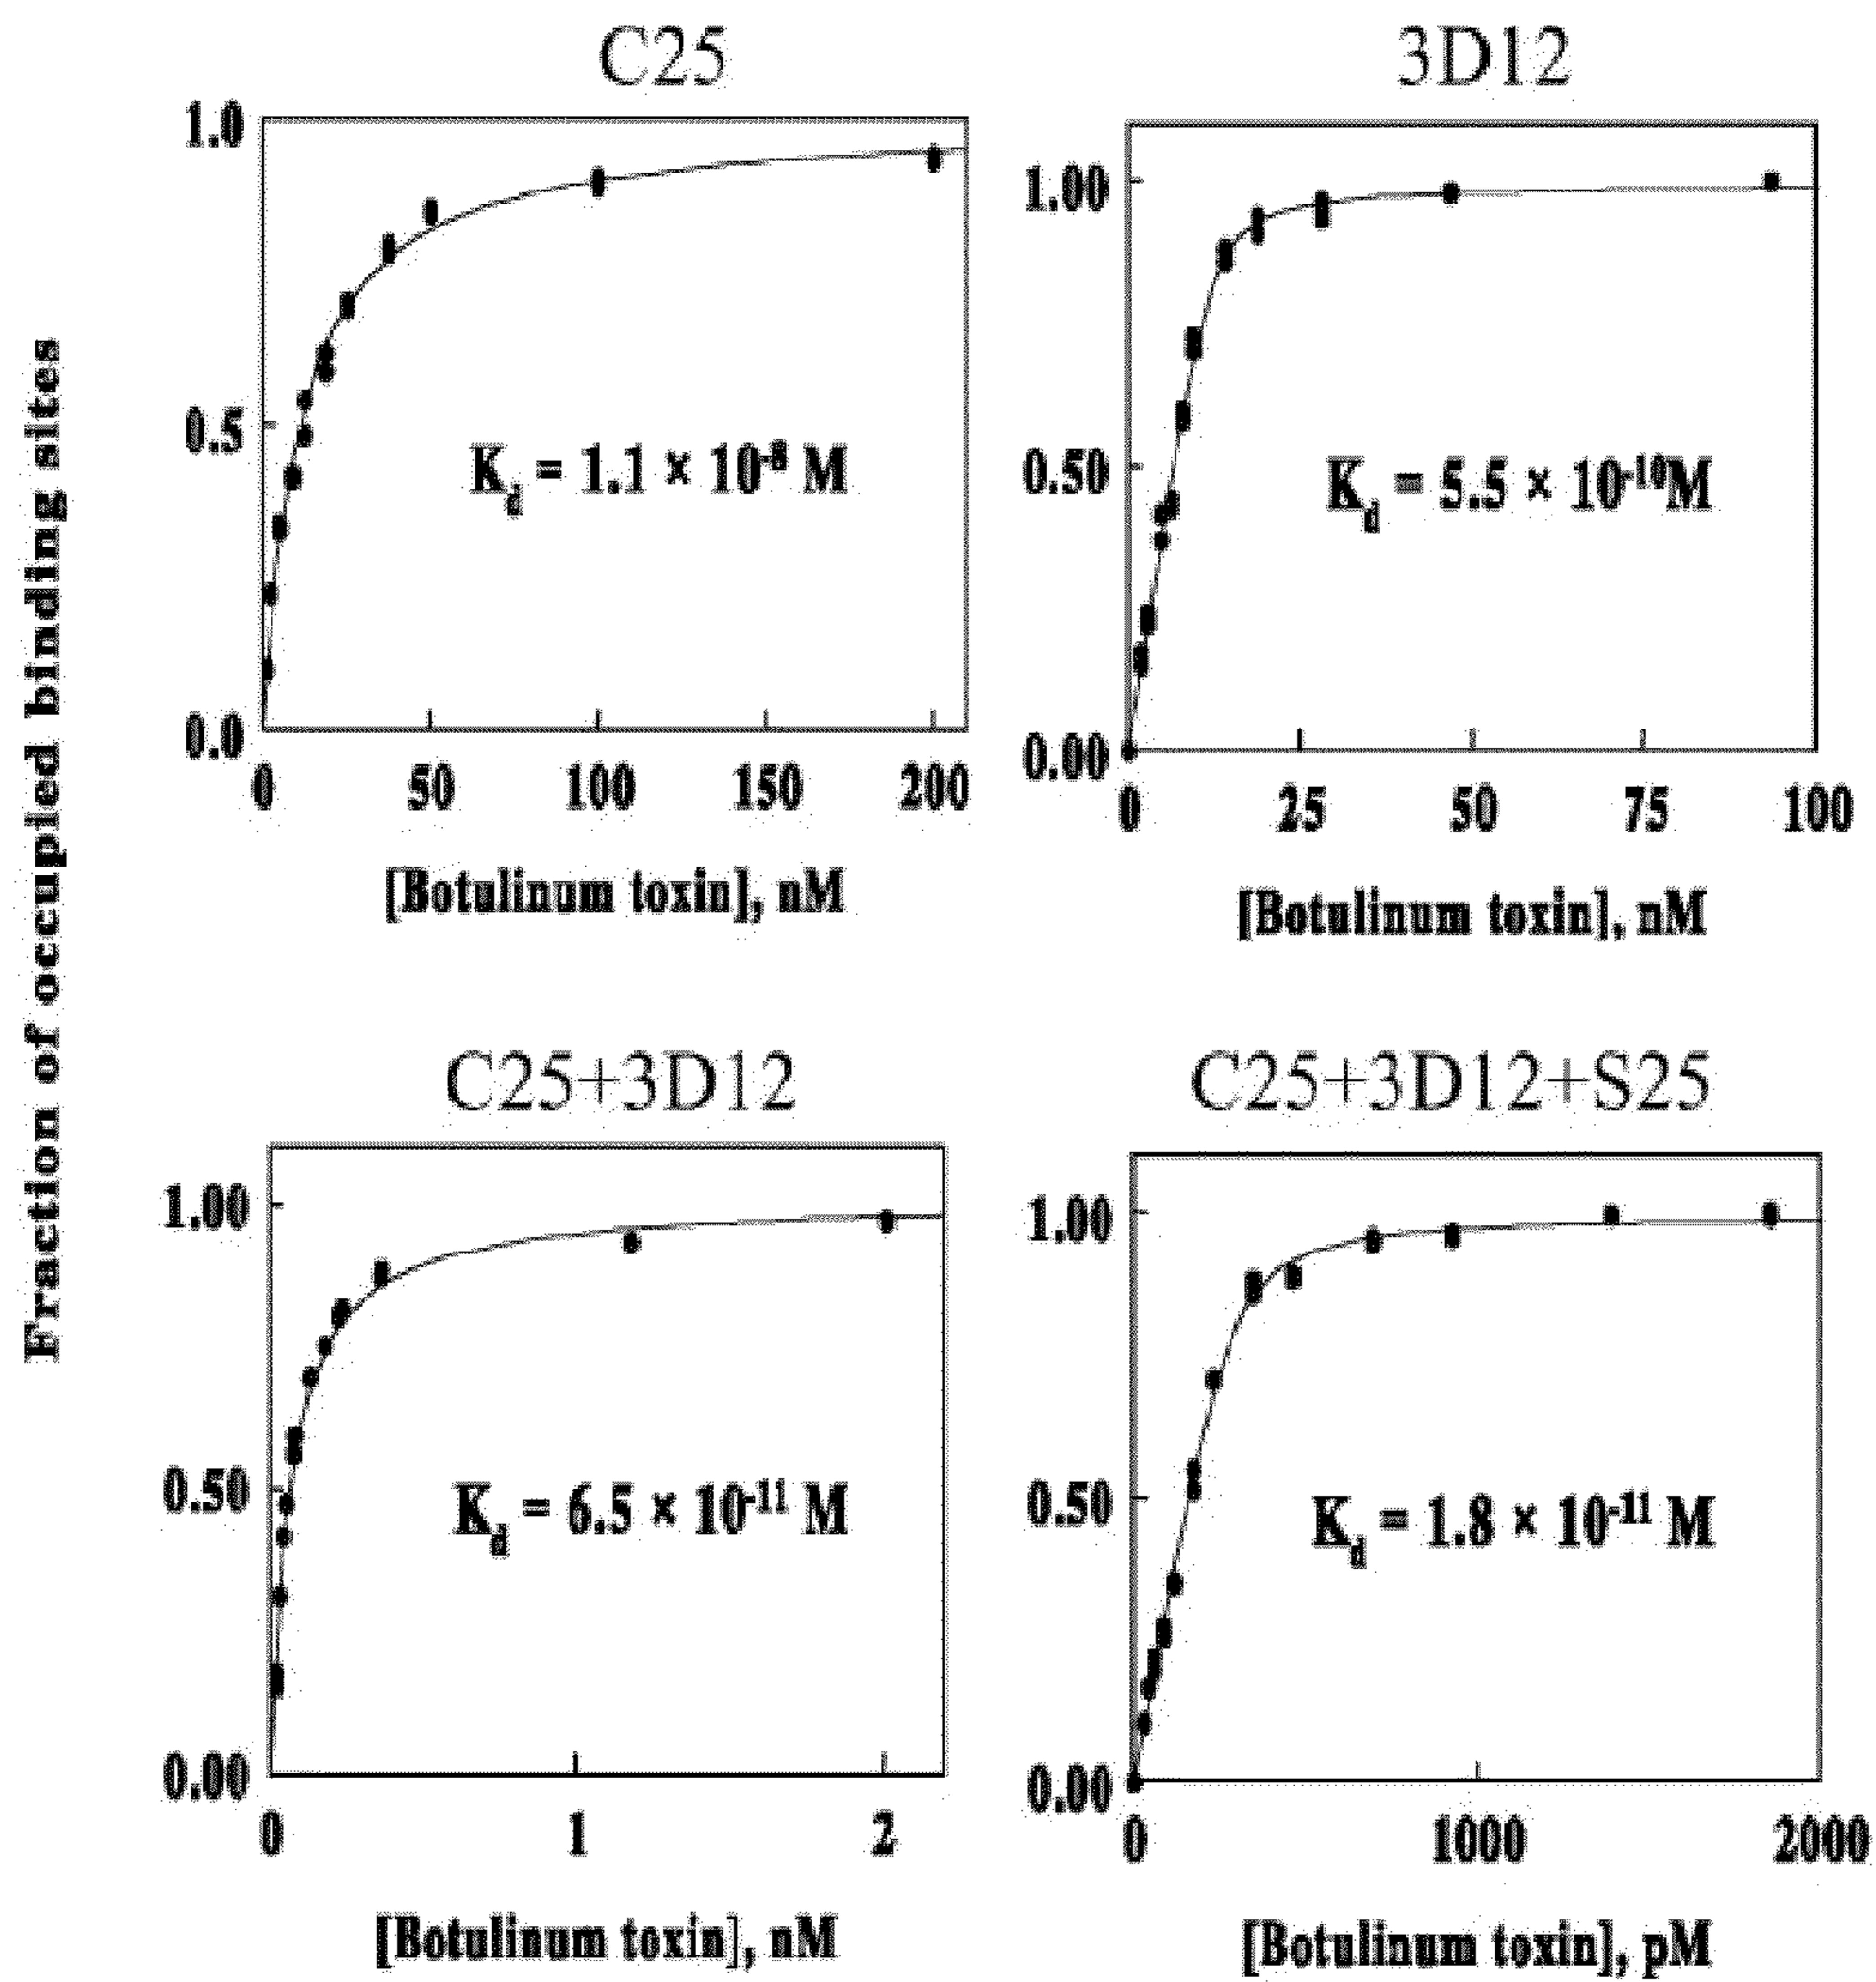 Fraction of occupied binding sites
C25
1.0
0.5
0.0
K_d = 1.1 × 10^-8 M
0 50 100 150 200
[Botulinum toxin], nM
3D12
1.00
0.50
0.00
K_d = 5.5 × 10^-10 M
0 25 50 75 100
[Botulinum toxin], nM
C25+3D12
1.00
0.50
0.00
K_d = 6.5 × 10^-11 M
0 1 2
[Botulinum toxin], nM
C25+3D12+S25
1.00
0.50
0.00
K_d = 1.8 × 10^-11 M
0 1000 2000
[Botulinum toxin], pM